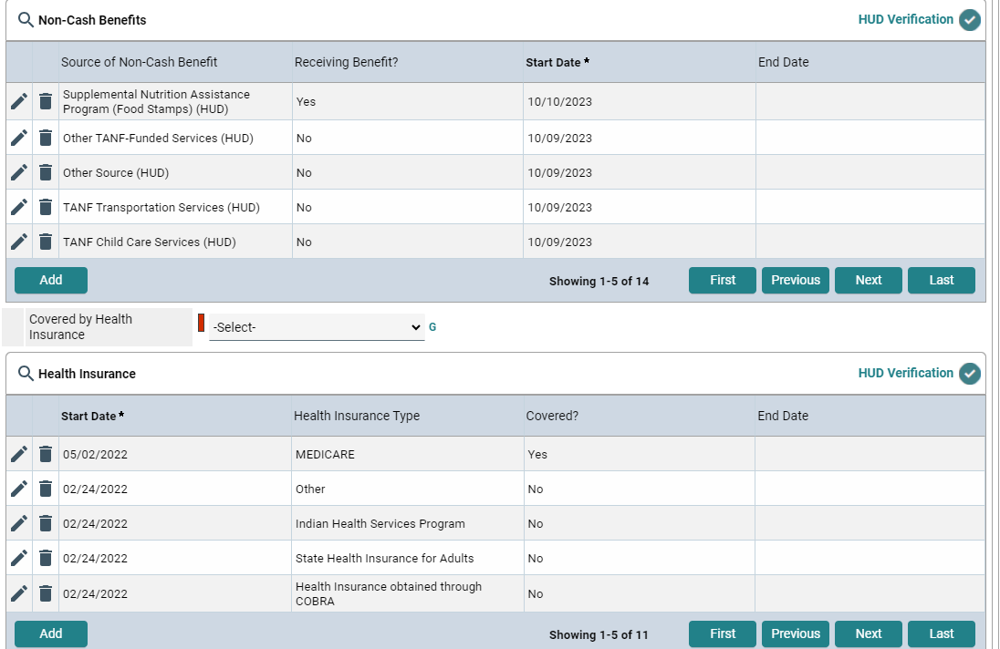 Non-Cash Benefits HUD Verification
Source of Non-Cash Benefit Receiving Benefit? Start Date * End Date
Supplemental Nutrition Assistance
Program (Food Stamps) (HUD) Yes 10/10/2023
Other TANF-Funded Services (HUD) No 10/09/2023
Other Source (HUD) No 10/09/2023
TANF Transportation Services (HUD) No 10/09/2023
TANF Child Care Services (HUD) No 10/09/2023
Add Showing 1-5 of 14 First Previous Next Last
Covered by Health
Insurance -Select- G
Health Insurance HUD Verification
Start Date * Health Insurance Type Covered? End Date
05/02/2022 MEDICARE Yes
02/24/2022 Other No
02/24/2022 Indian Health Services Program No
02/24/2022 State Health Insurance for Adults No
02/24/2022 Health Insurance obtained through
COBRA No
Add Showing 1-5 of 11 First Previous Next Last